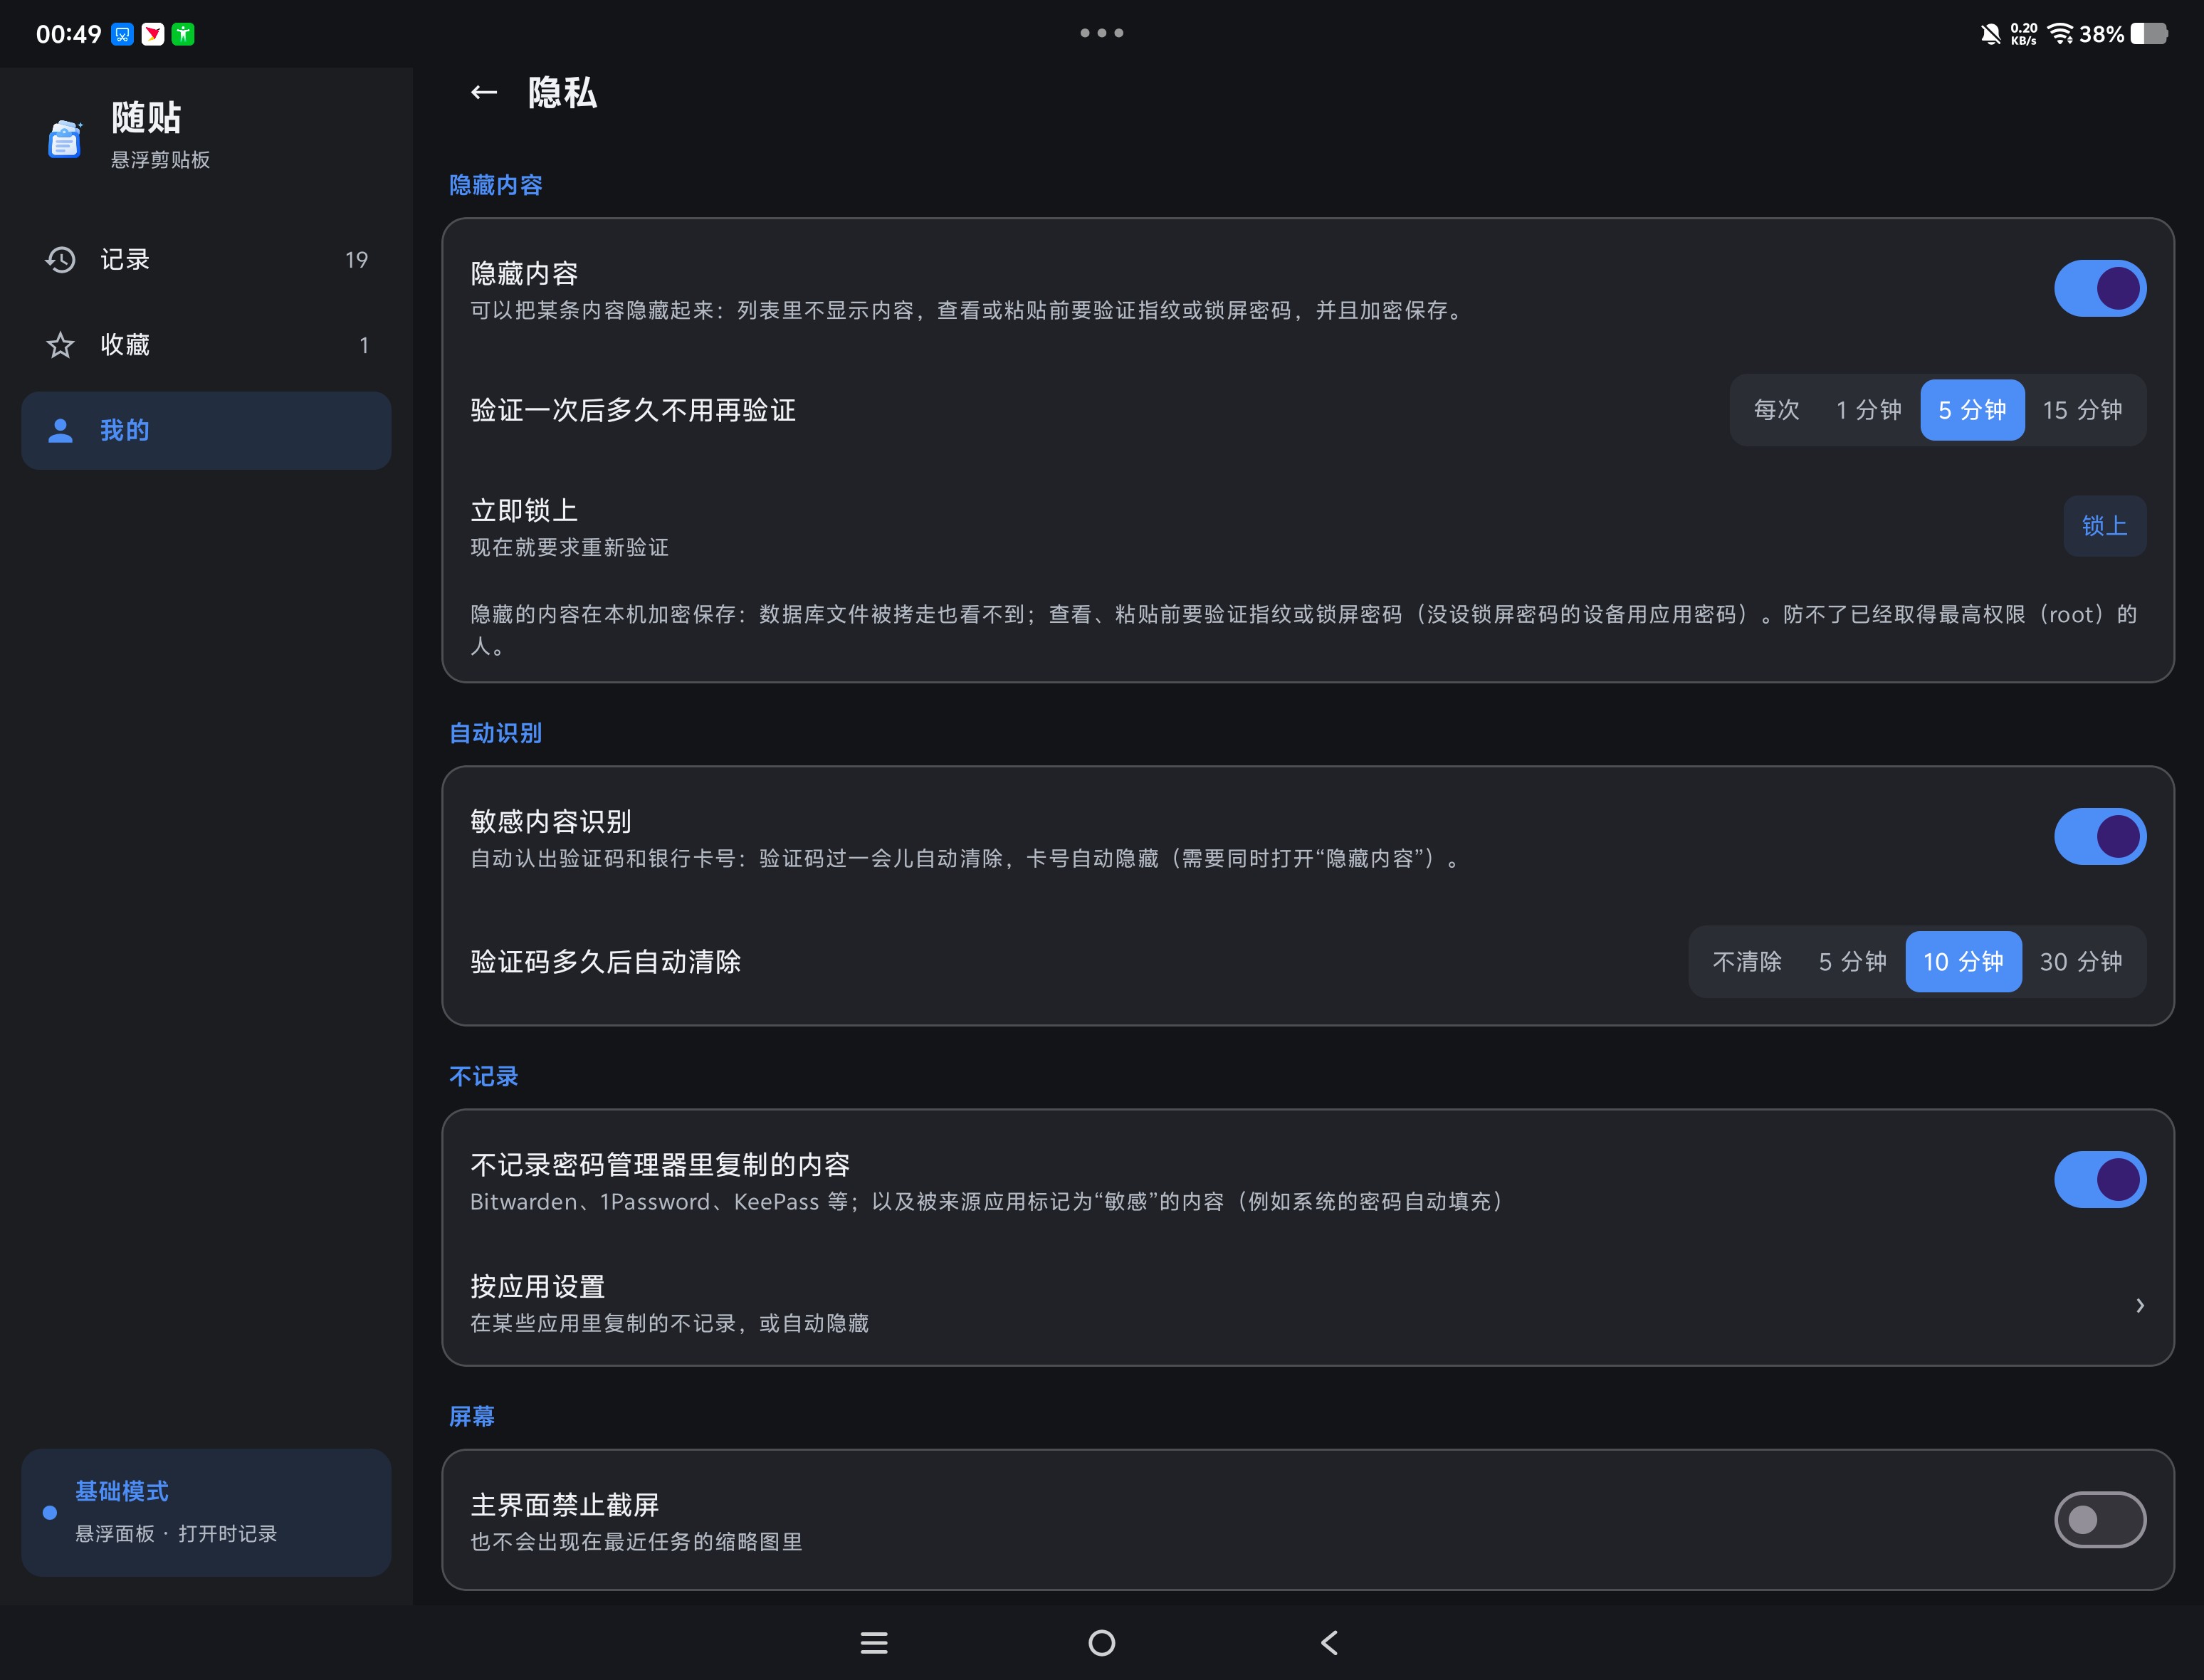 00:49
0.20 KB/s
38%
随贴
悬浮剪贴板
记录 19
收藏 1
我的
基础模式
悬浮面板 · 打开时记录
← 隐私
隐藏内容
隐藏内容
可以把某条内容隐藏起来：列表里不显示内容，查看或粘贴前要验证指纹或锁屏密码，并且加密保存。
验证一次后多久不用再验证
每次 1 分钟 5 分钟 15 分钟
立即锁上
现在就要求重新验证
锁上
隐藏的内容在本机加密保存：数据库文件被拷走也看不到；查看、粘贴前要验证指纹或锁屏密码（没设锁屏密码的设备用应用密码）。防不了已经取得最高权限（root）的
人。
自动识别
敏感内容识别
自动认出验证码和银行卡号：验证码过一会儿自动清除，卡号自动隐藏（需要同时打开“隐藏内容”）。
验证码多久后自动清除
不清除 5 分钟 10 分钟 30 分钟
不记录
不记录密码管理器里复制的内容
Bitwarden、1Password、KeePass 等；以及被来源应用标记为“敏感”的内容（例如系统的密码自动填充）
按应用设置
在某些应用里复制的不记录，或自动隐藏
屏幕
主界面禁止截屏
也不会出现在最近任务的缩略图里